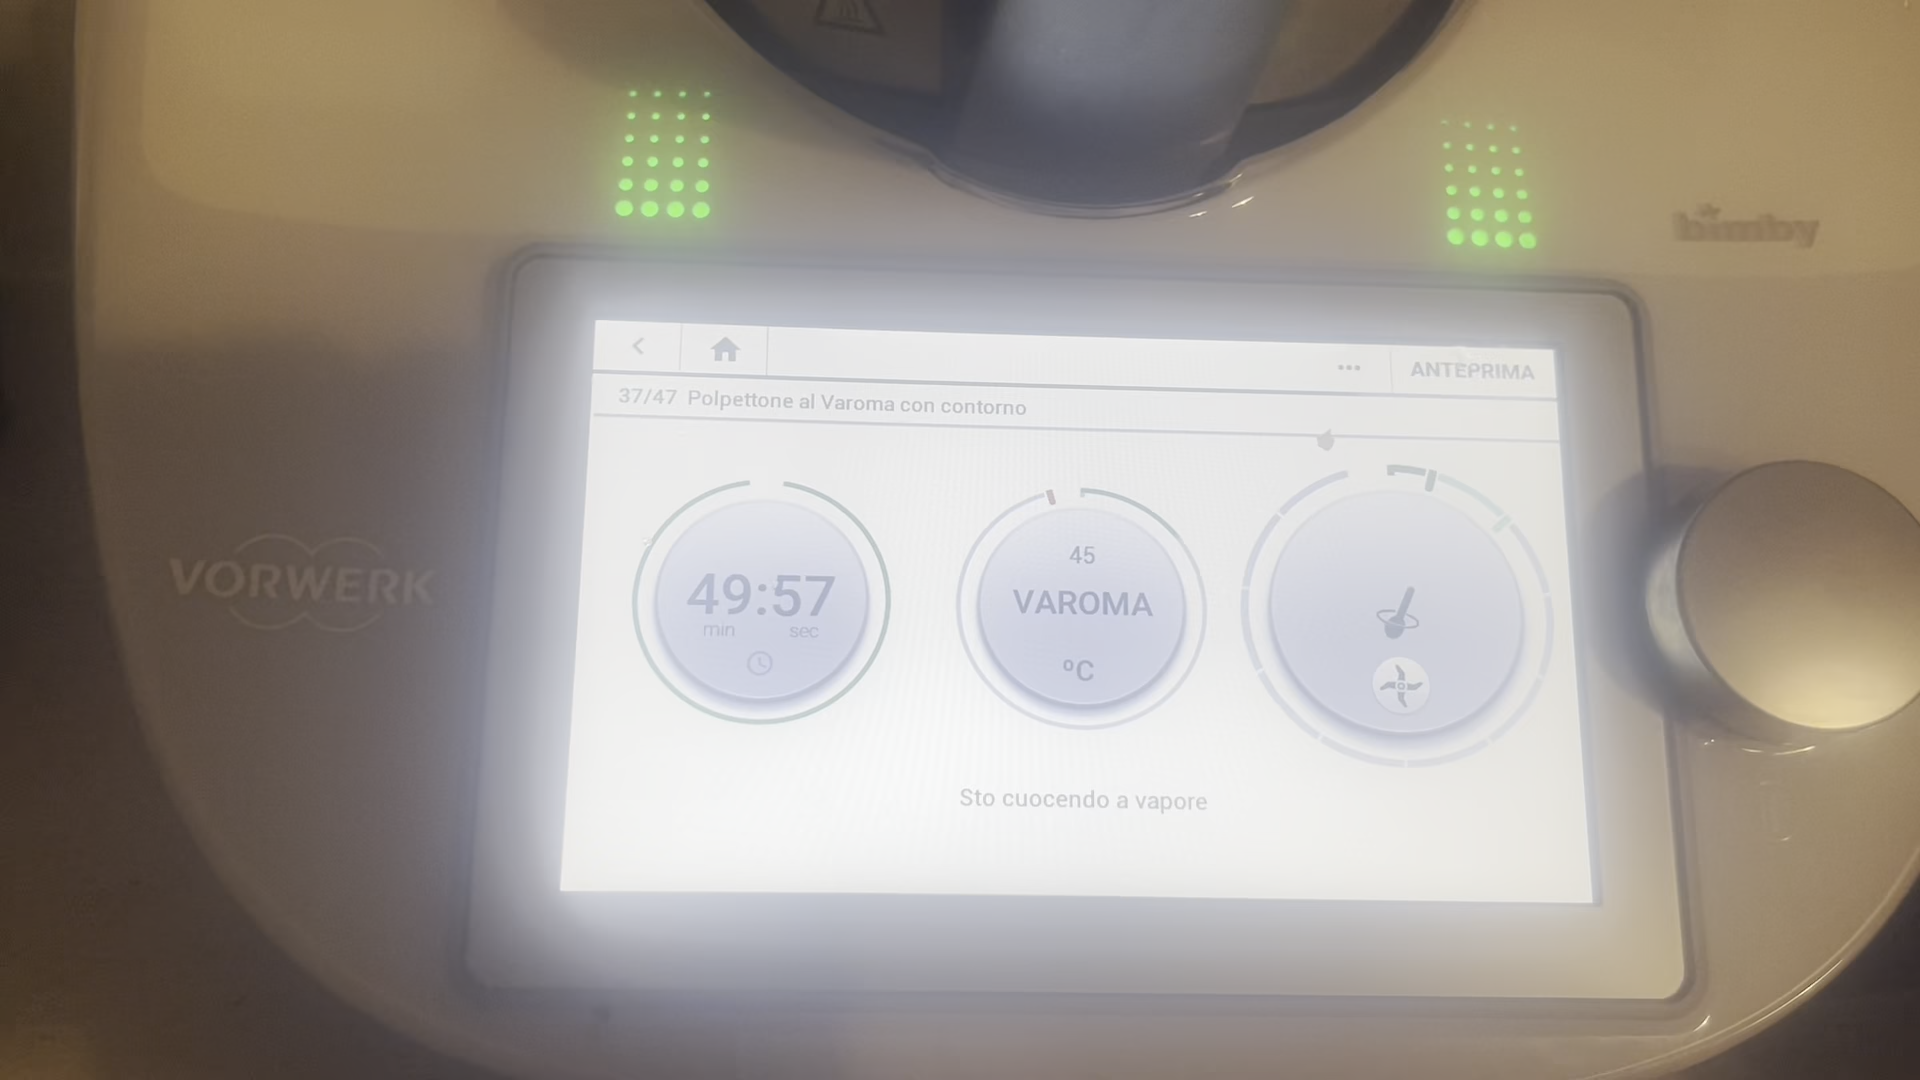 bimby
ANTEPRIMA
37/47 Polpettone al Varoma con contorno
VORWERK
49:57
min sec
45
VAROMA
ºC
Sto cuocendo a vapore